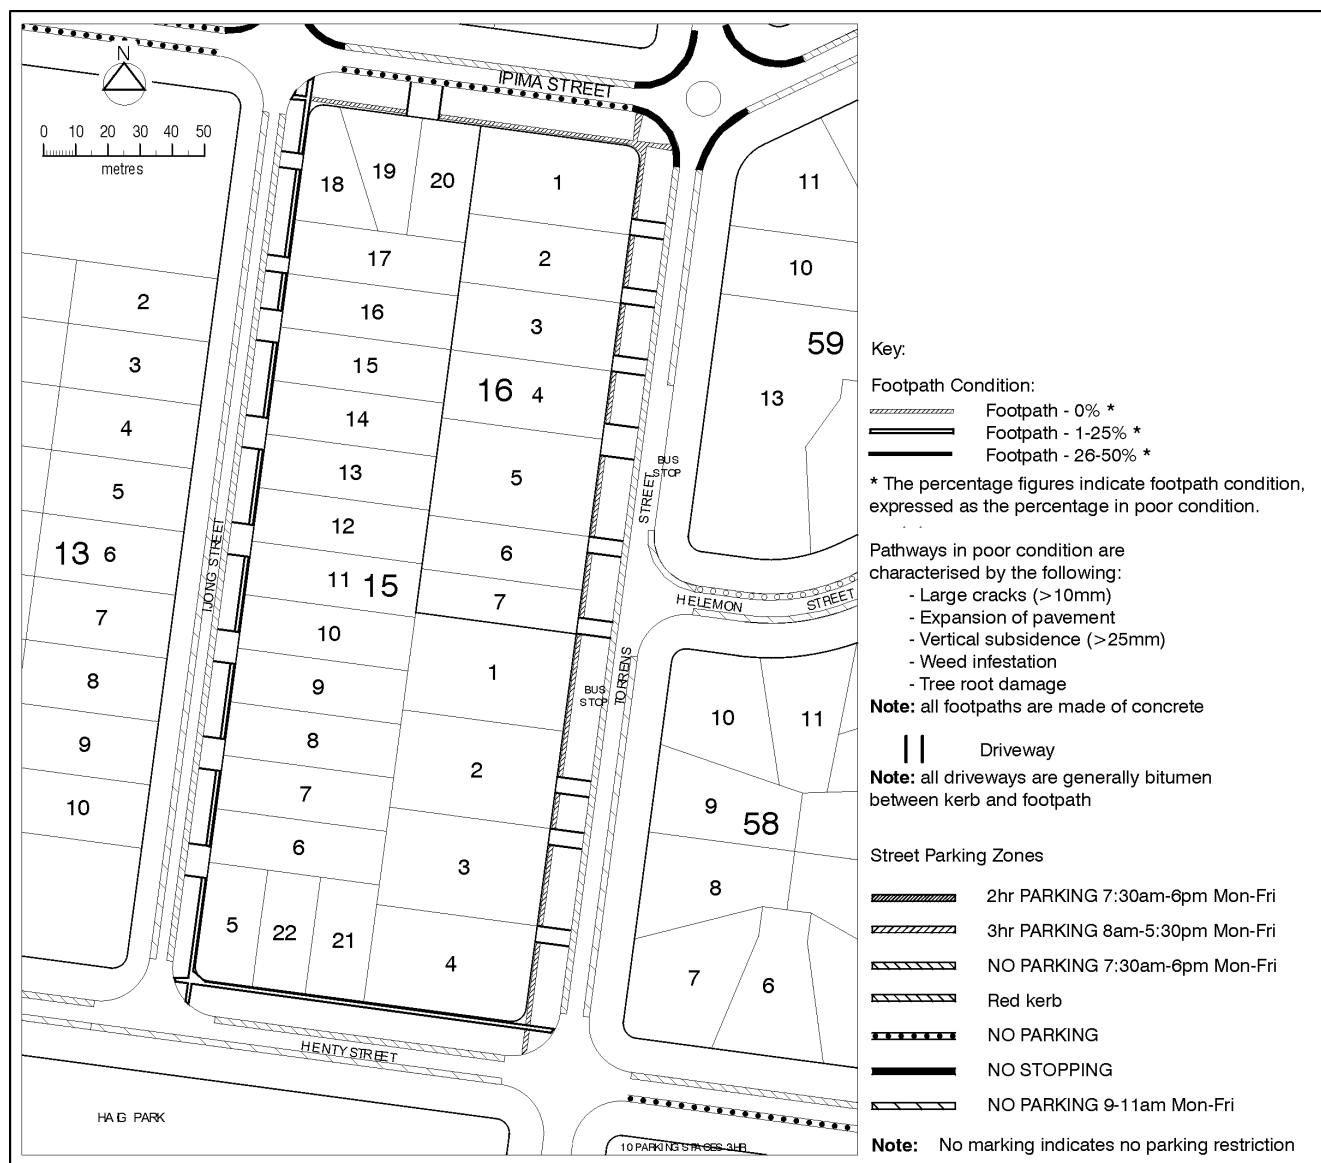 N
0 10 20 30 40 50
metres
IPIMA STREET
18
19
20
1
17
2
16
3
15
16
4
14
13
5
12
6
11
15
7
10
1
9
8
2
7
6
3
5
22
21
4
2
3
4
5
13
6
7
8
9
10
IJONG STREET
BUS
STOP
STREET
BUS
STOP
TORRENS
HELEMON
STREET
11
10
59
13
10
11
9
58
8
7
6
HENTY STREET
HAIG PARK
10 PARKING SPACES 3HR
Key:
Footpath Condition:
Footpath - 0% *
Footpath - 1-25% *
Footpath - 26-50% *
* The percentage figures indicate footpath condition,
expressed as the percentage in poor condition.
Pathways in poor condition are
characterised by the following:
- Large cracks (>10mm)
- Expansion of pavement
- Vertical subsidence (>25mm)
- Weed infestation
- Tree root damage
Note: all footpaths are made of concrete
Driveway
Note: all driveways are generally bitumen
between kerb and footpath
Street Parking Zones
2hr PARKING 7:30am-6pm Mon-Fri
3hr PARKING 8am-5:30pm Mon-Fri
NO PARKING 7:30am-6pm Mon-Fri
Red kerb
NO PARKING
NO STOPPING
NO PARKING 9-11am Mon-Fri
Note: No marking indicates no parking restriction